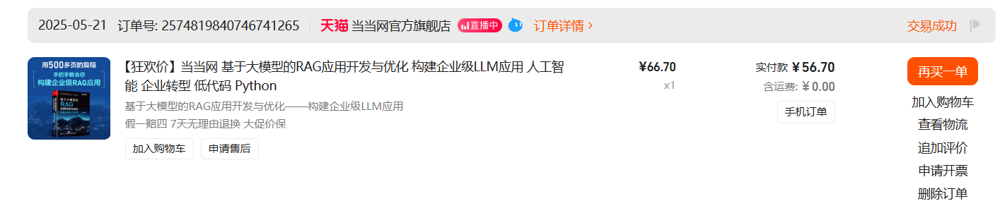 2025-05-21 订单号: 2574819840746741265 天猫 当当网官方旗舰店 直播中 订单详情 > 交易成功
用500多页的篇幅
手把手教会你
构建企业级RAG应用
基于大模型的
RAG
应用开发与优化
【狂欢价】当当网 基于大模型的RAG应用开发与优化 构建企业级LLM应用 人工智
能 企业转型 低代码 Python
基于大模型的RAG应用开发与优化——构建企业级LLM应用
假一赔四 7天无理由退换 大促价保
加入购物车 申请售后
¥66.70
x1
实付款 ¥56.70
含运费: ¥0.00
手机订单
再买一单
加入购物车
查看物流
追加评价
申请开票
删除订单